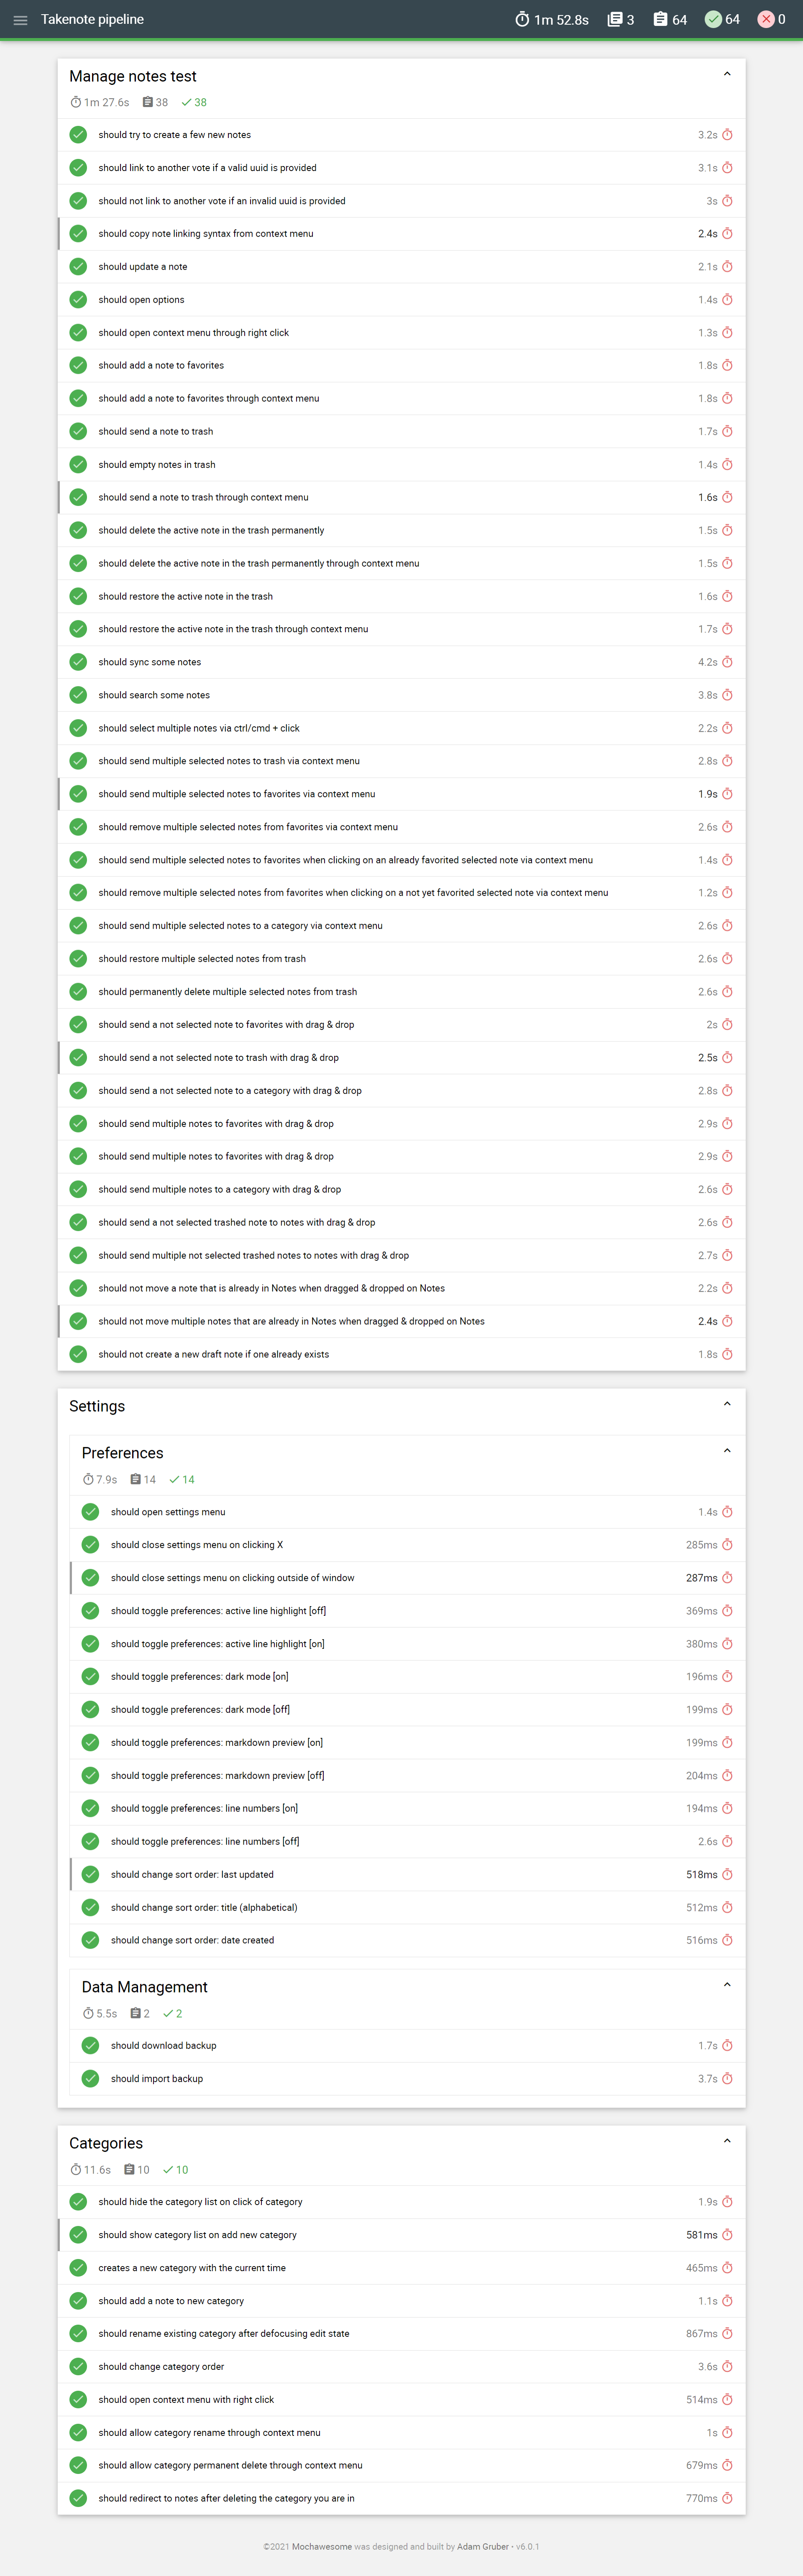 Takenote pipeline 1m 52.8s 3 64 64 0
Manage notes test
1m 27.6s 38 38
should try to create a few new notes 3.2s
should link to another vote if a valid uuid is provided 3.1s
should not link to another vote if an invalid uuid is provided 3s
should copy note linking syntax from context menu 2.4s
should update a note 2.1s
should open options 1.4s
should open context menu through right click 1.3s
should add a note to favorites 1.8s
should add a note to favorites through context menu 1.8s
should send a note to trash 1.7s
should empty notes in trash 1.4s
should send a note to trash through context menu 1.6s
should delete the active note in the trash permanently 1.5s
should delete the active note in the trash permanently through context menu 1.5s
should restore the active note in the trash 1.6s
should restore the active note in the trash through context menu 1.7s
should sync some notes 4.2s
should search some notes 3.8s
should select multiple notes via ctrl/cmd + click 2.2s
should send multiple selected notes to trash via context menu 2.8s
should send multiple selected notes to favorites via context menu 1.9s
should remove multiple selected notes from favorites via context menu 2.6s
should send multiple selected notes to favorites when clicking on an already favorited selected note via context menu 1.4s
should remove multiple selected notes from favorites when clicking on a not yet favorited selected note via context menu 1.2s
should send multiple selected notes to a category via context menu 2.6s
should restore multiple selected notes from trash 2.6s
should permanently delete multiple selected notes from trash 2.6s
should send a not selected note to favorites with drag & drop 2s
should send a not selected note to trash with drag & drop 2.5s
should send a not selected note to a category with drag & drop 2.8s
should send multiple notes to favorites with drag & drop 2.9s
should send multiple notes to favorites with drag & drop 2.9s
should send multiple notes to a category with drag & drop 2.6s
should send a not selected trashed note to notes with drag & drop 2.6s
should send multiple not selected trashed notes to notes with drag & drop 2.7s
should not move a note that is already in Notes when dragged & dropped on Notes 2.2s
should not move multiple notes that are already in Notes when dragged & dropped on Notes 2.4s
should not create a new draft note if one already exists 1.8s
Settings
Preferences
7.9s 14 14
should open settings menu 1.4s
should close settings menu on clicking X 285ms
should close settings menu on clicking outside of window 287ms
should toggle preferences: active line highlight [off] 369ms
should toggle preferences: active line highlight [on] 380ms
should toggle preferences: dark mode [on] 196ms
should toggle preferences: dark mode [off] 199ms
should toggle preferences: markdown preview [on] 199ms
should toggle preferences: markdown preview [off] 204ms
should toggle preferences: line numbers [on] 194ms
should toggle preferences: line numbers [off] 2.6s
should change sort order: last updated 518ms
should change sort order: title (alphabetical) 512ms
should change sort order: date created 516ms
Data Management
5.5s 2 2
should download backup 1.7s
should import backup 3.7s
Categories
11.6s 10 10
should hide the category list on click of category 1.9s
should show category list on add new category 581ms
creates a new category with the current time 465ms
should add a note to new category 1.1s
should rename existing category after defocusing edit state 867ms
should change category order 3.6s
should open context menu with right click 514ms
should allow category rename through context menu 1s
should allow category permanent delete through context menu 679ms
should redirect to notes after deleting the category you are in 770ms
©2021 Mochawesome was designed and built by Adam Gruber • v6.0.1